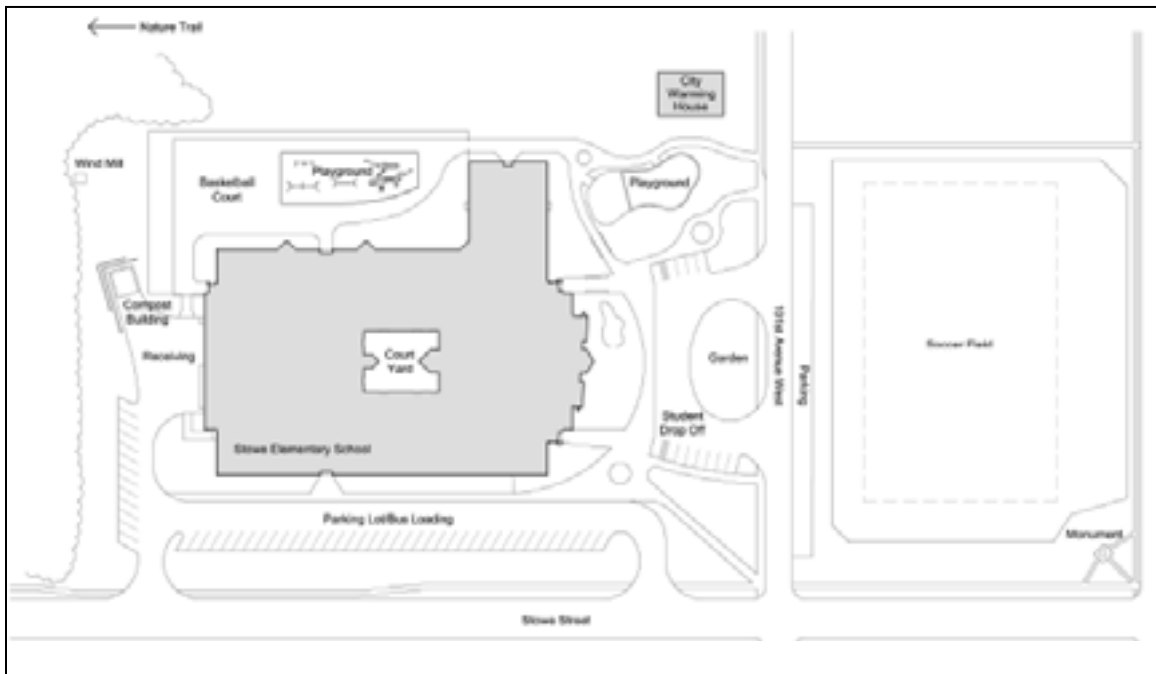 Nature Trail
City
Warming
House
Wind Mill
Playground
Basketball
Court
Playground
Compost
Building
Receiving
Court
Yard
Garden
101st Avenue West
Parking
Soccer Field
Student
Drop Off
Stowe Elementary School
Parking Lot/Bus Loading
Monument
Stowe Street